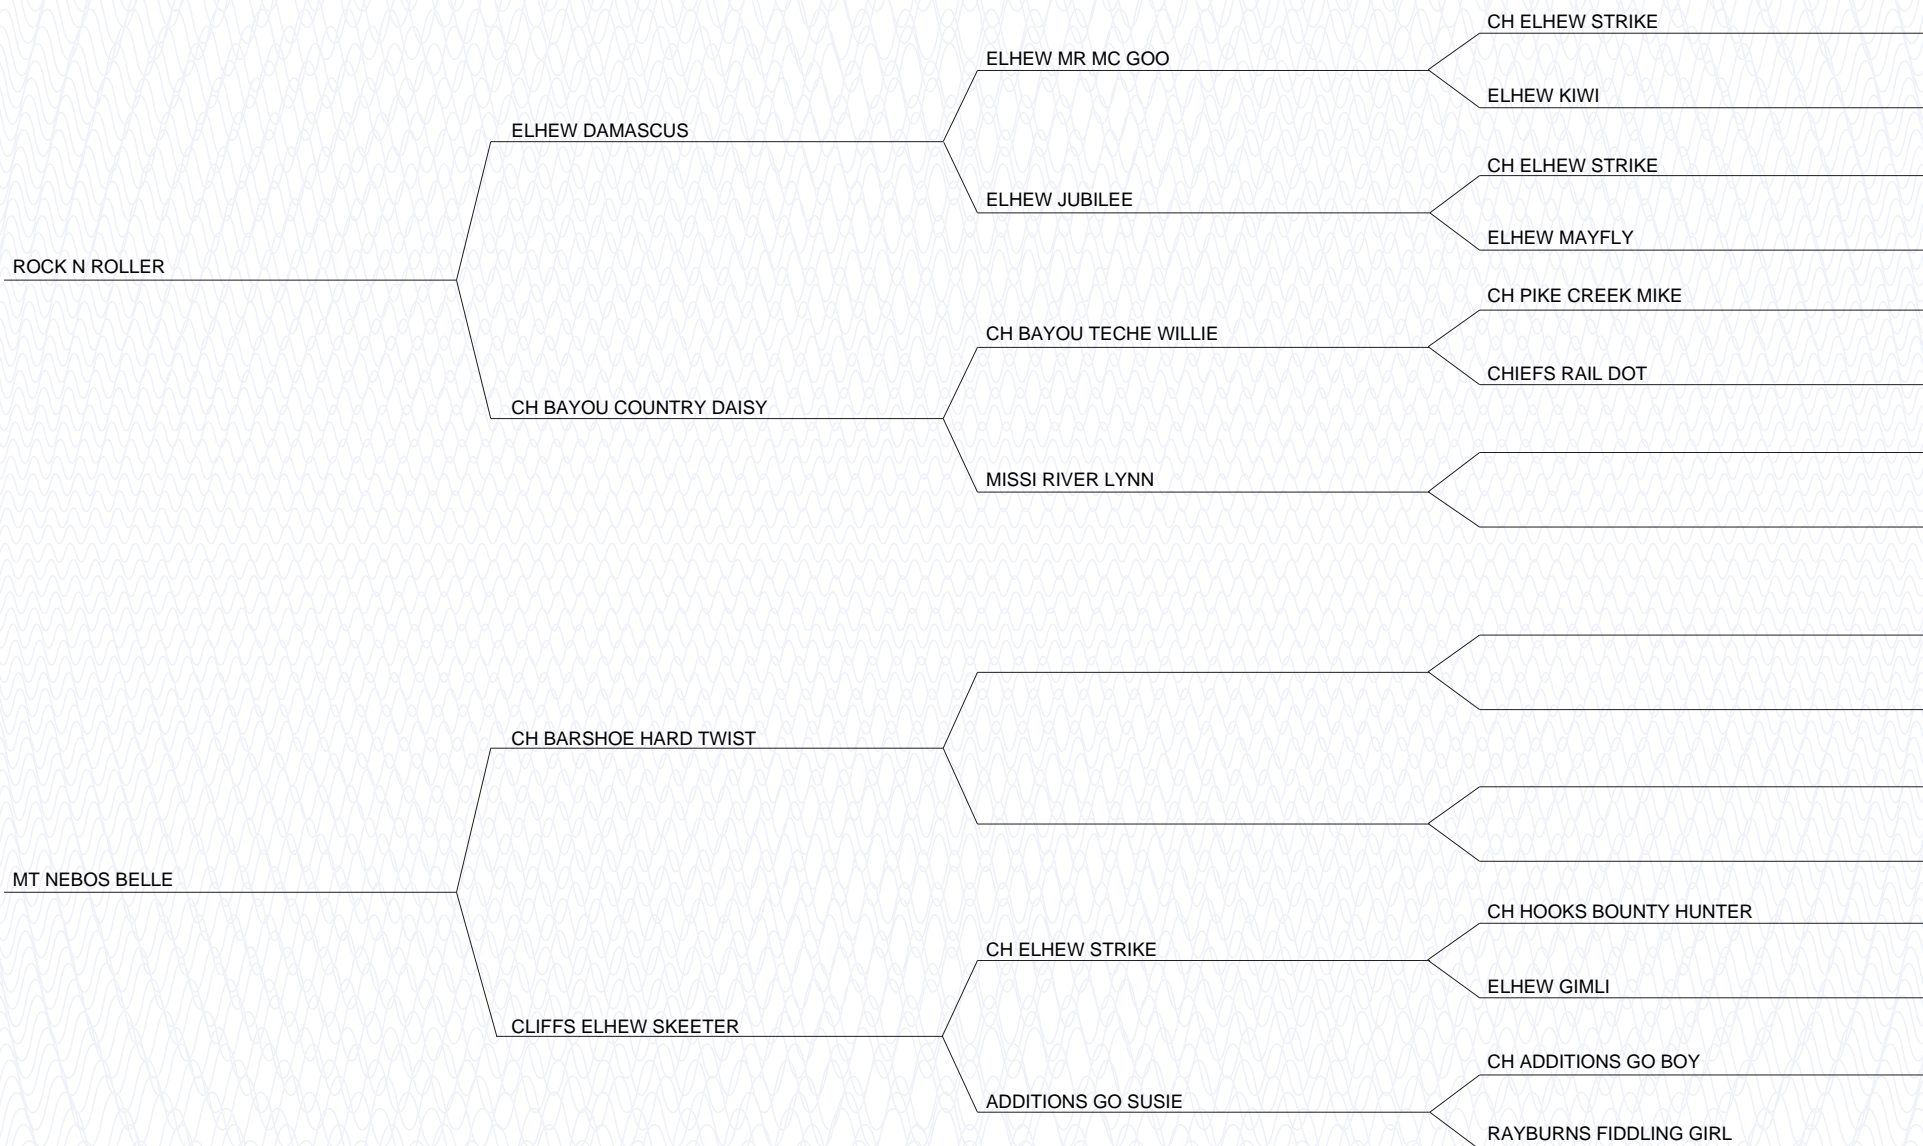 CH ELHEW STRIKE
ELHEW MR MC GOO
ELHEW KIWI
ELHEW DAMASCUS
CH ELHEW STRIKE
ELHEW JUBILEE
ELHEW MAYFLY
ROCK N ROLLER
CH PIKE CREEK MIKE
CH BAYOU TECHE WILLIE
CHIEFS RAIL DOT
CH BAYOU COUNTRY DAISY
MISSI RIVER LYNN
CH BARSHOE HARD TWIST
MT NEBOS BELLE
CH HOOKS BOUNTY HUNTER
CH ELHEW STRIKE
ELHEW GIMLI
CLIFFS ELHEW SKEETER
CH ADDITIONS GO BOY
ADDITIONS GO SUSIE
RAYBURNS FIDDLING GIRL